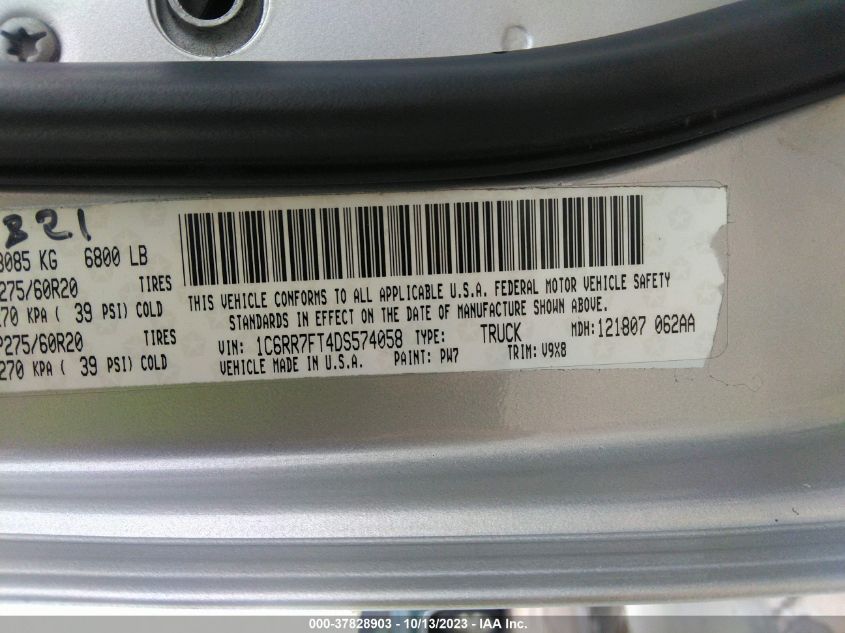 821
3085 KG 6800 LB
275/60R20 TIRES
270 KPA ( 39 PSI) COLD
P275/60R20 TIRES
270 KPA ( 39 PSI) COLD
THIS VEHICLE CONFORMS TO ALL APPLICABLE U.S.A. FEDERAL MOTOR VEHICLE SAFETY
STANDARDS IN EFFECT ON THE DATE OF MANUFACTURE SHOWN ABOVE.
VIN: 1C6RR7FT4DS574058 TYPE: TRUCK MDH: 121807 062AA
VEHICLE MADE IN U.S.A. PAINT: PW7 TRIM: V9X8
000-37828903 - 10/13/2023 - IAA Inc.